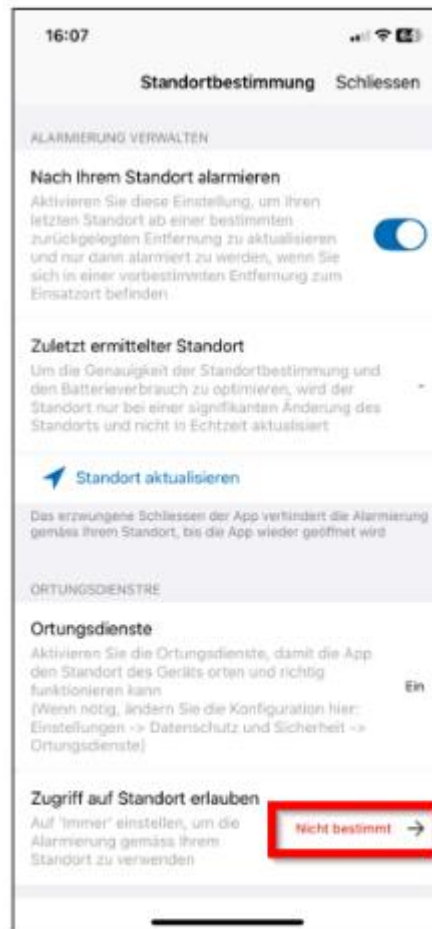 16:07
Standortbestimmung Schliessen
ALARMIERUNG VERWALTEN
Nach Ihrem Standort alarmieren
Aktivieren Sie diese Einstellung, um Ihren
letzten Standort ab einer bestimmten
zurückgelegten Entfernung zu aktualisieren
und nur dann alarmiert zu werden, wenn Sie
sich in einer vorbestimmten Entfernung zum
Einsatzort befinden
Zuletzt ermittelter Standort
Um die Genauigkeit der Standortbestimmung und
den Batterieverbrauch zu optimieren, wird der
Standort nur bei einer signifikanten Änderung des
Standorts und nicht in Echtzeit aktualisiert
-
Standort aktualisieren
Das erzwungene Schliessen der App verhindert die Alarmierung
gemäss Ihrem Standort, bis die App wieder geöffnet wird
ORTUNGSDIENSTRE
Ortungsdienste
Aktivieren Sie die Ortungsdienste, damit die App
den Standort des Geräts orten und richtig
funktionieren kann
(Wenn nötig, ändern Sie die Konfiguration hier:
Einstellungen -> Datenschutz und Sicherheit ->
Ortungsdienste)
Ein
Zugriff auf Standort erlauben
Auf 'Immer' einstellen, um die
Alarmierung gemäss Ihrem
Standort zu verwenden
Nicht bestimmt →